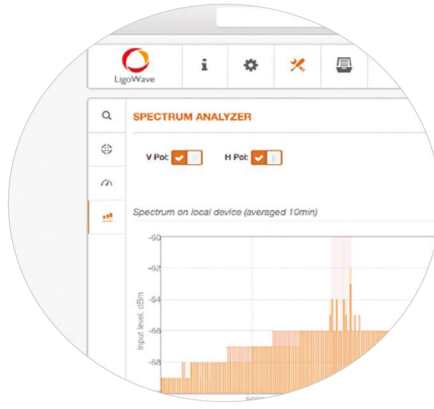 LigoWave
SPECTRUM ANALYZER
V Pol:
H Pol:
Spectrum on local device (averaged 10min)
Input level, dBm
-60
-62
-64
-66
-68